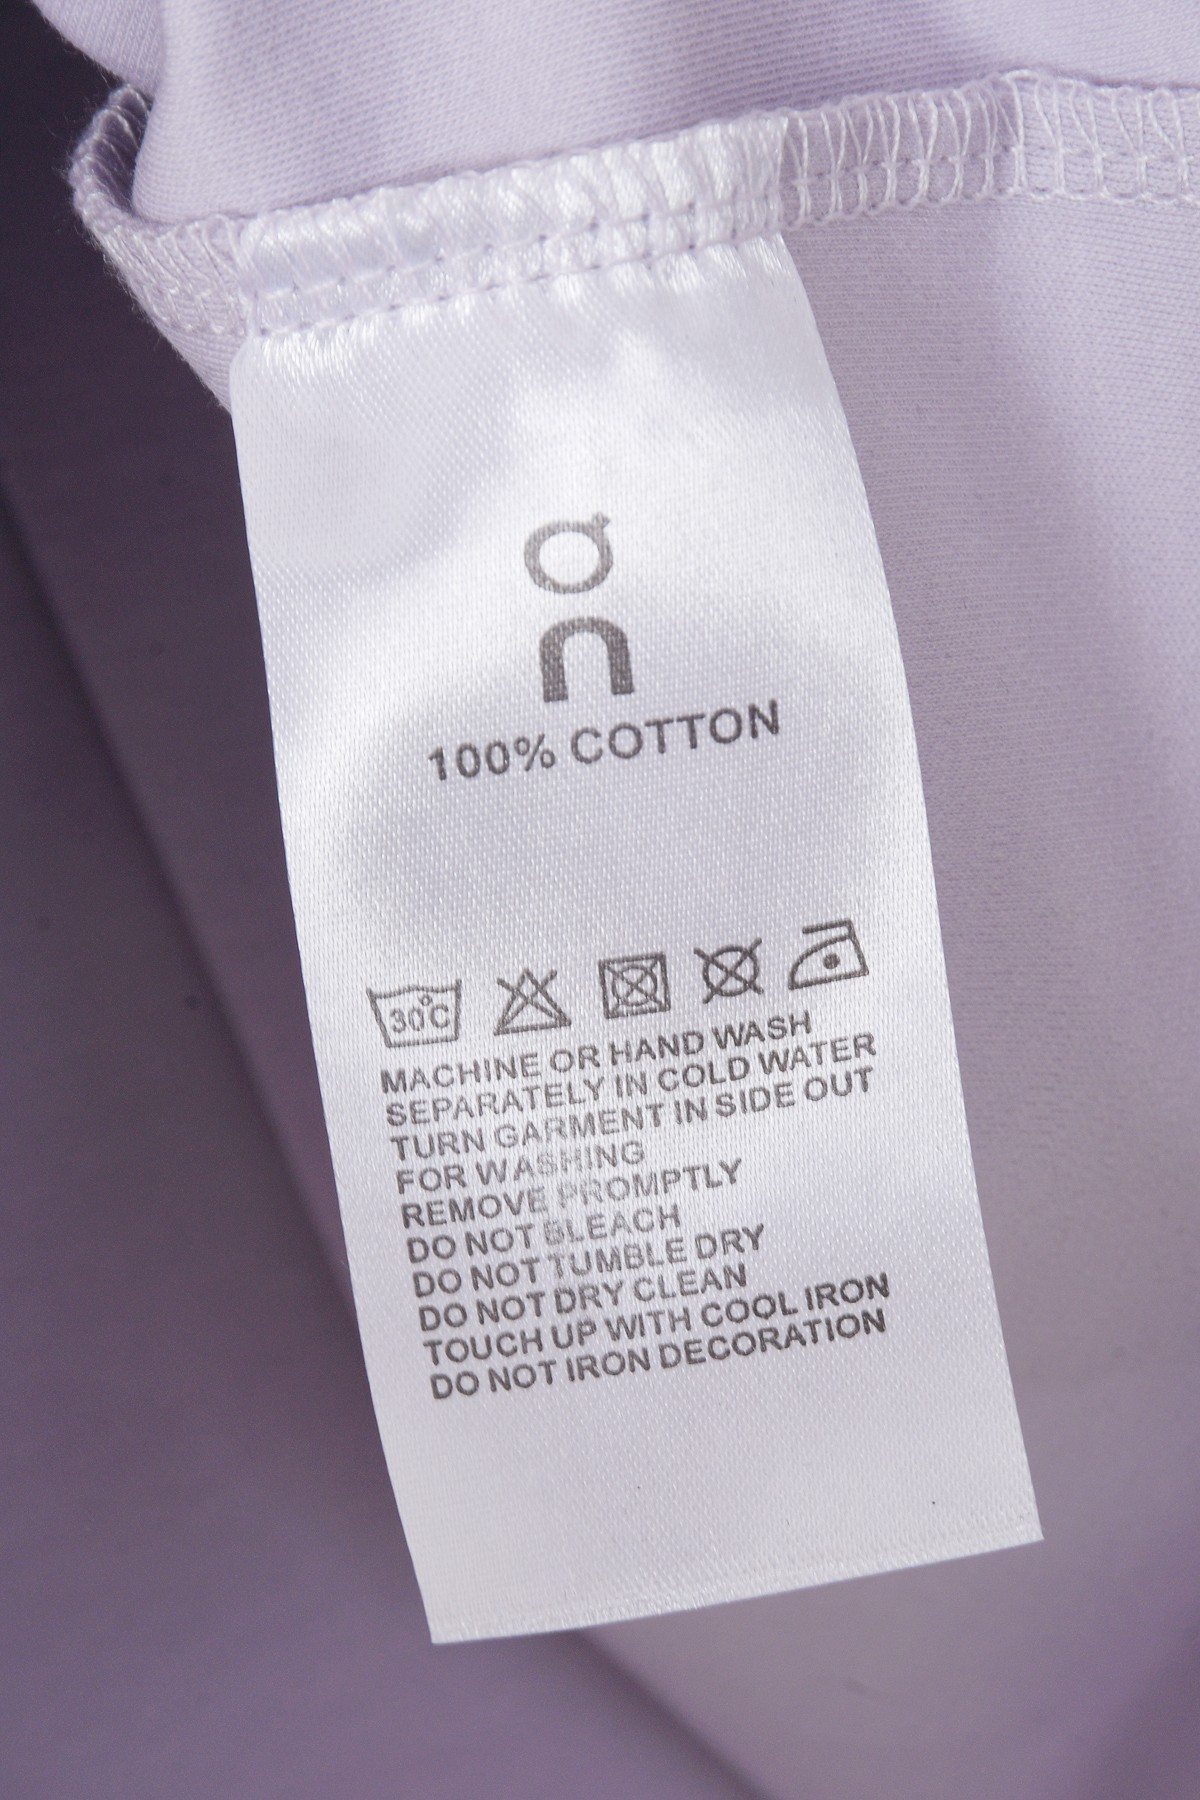 on
100% COTTON
30°C
MACHINE OR HAND WASH
SEPARATELY IN COLD WATER
TURN GARMENT IN SIDE OUT
FOR WASHING
REMOVE PROMPTLY
DO NOT BLEACH
DO NOT TUMBLE DRY
DO NOT DRY CLEAN
TOUCH UP WITH COOL IRON
DO NOT IRON DECORATION